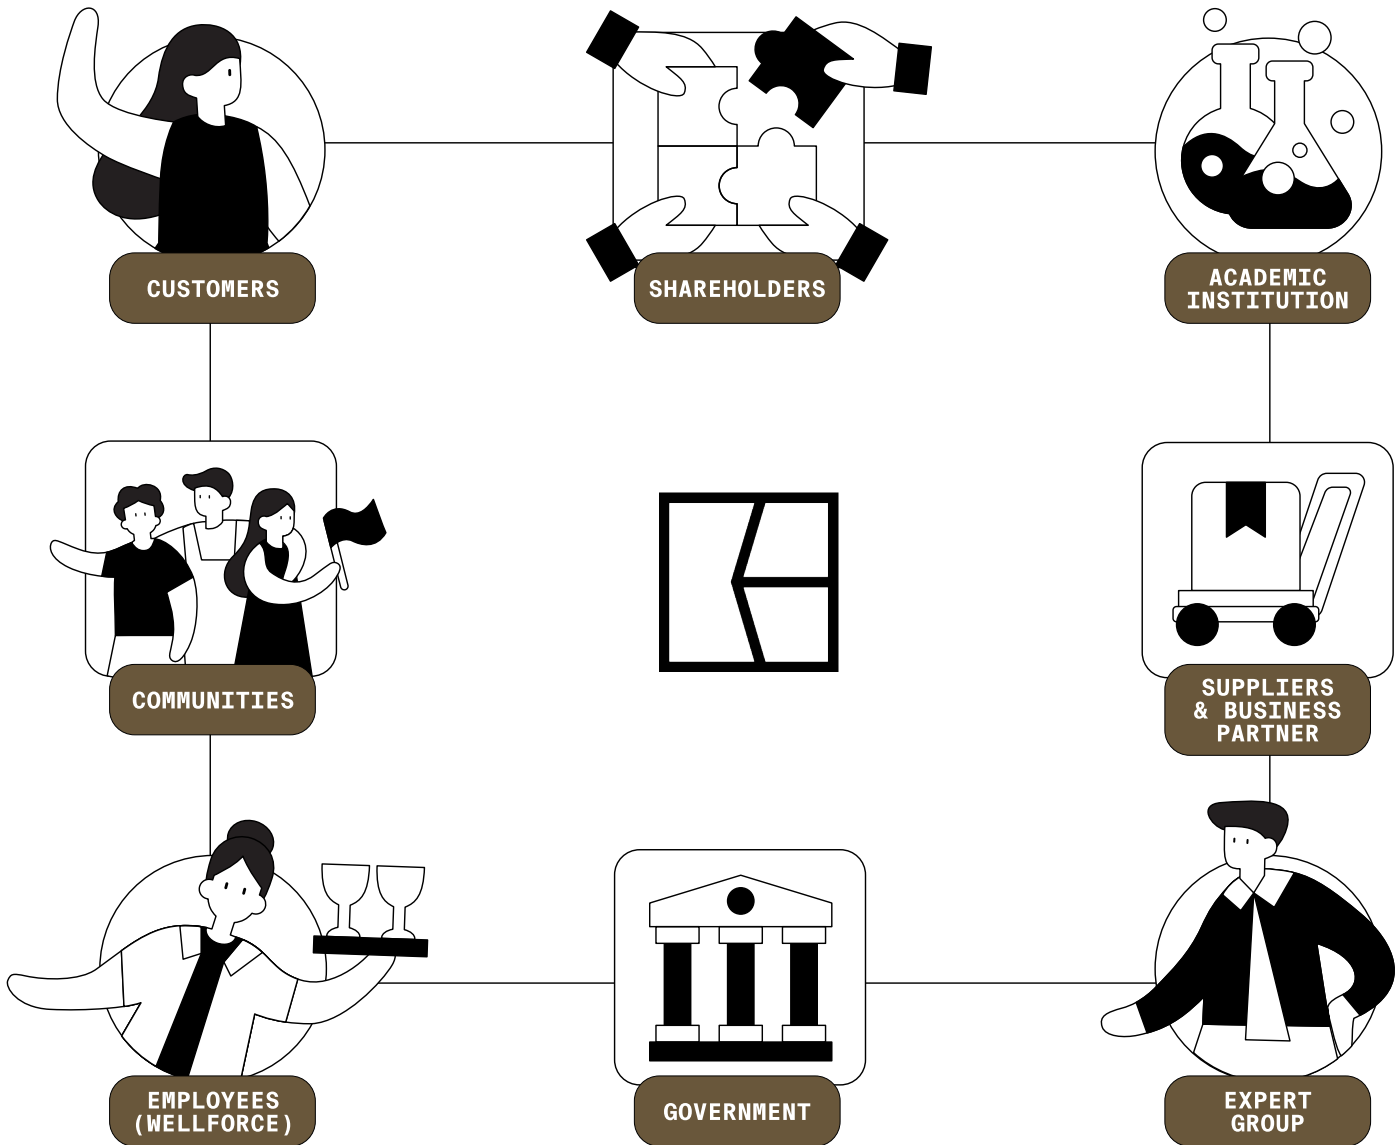 CUSTOMERS
SHAREHOLDERS
ACADEMIC
INSTITUTION
COMMUNITIES
SUPPLIERS
& BUSINESS
PARTNER
EMPLOYEES
(WELLFORCE)
GOVERNMENT
EXPERT
GROUP